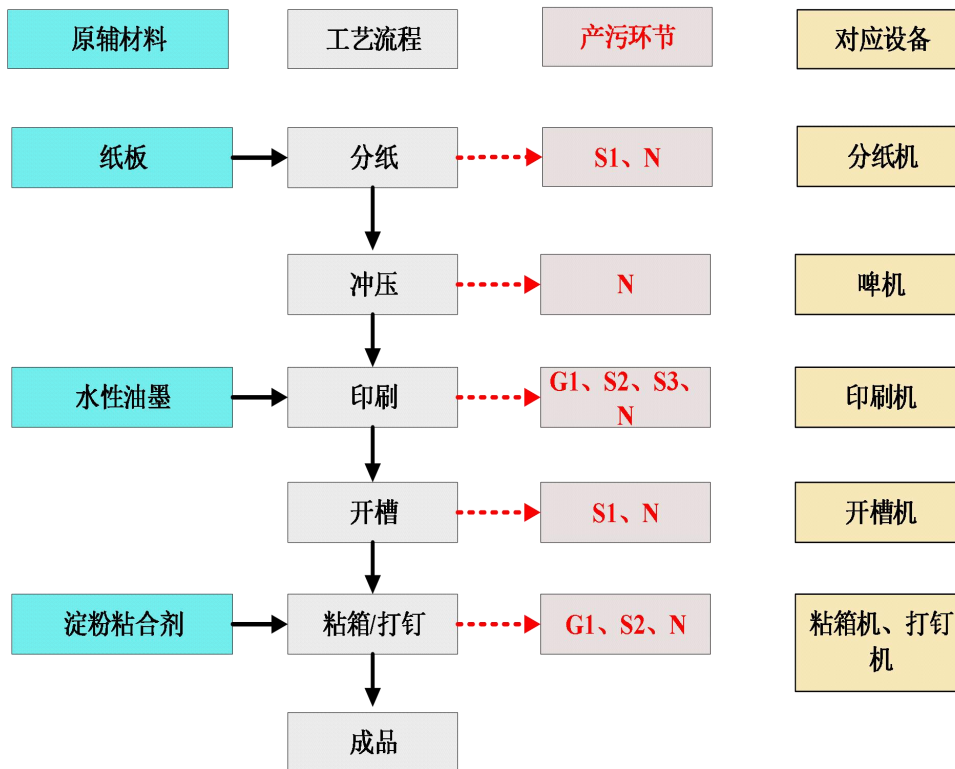 原辅材料
工艺流程
产污环节
对应设备
纸板
分纸
S1、N
分纸机
冲压
N
啤机
水性油墨
印刷
G1、S2、S3、
N
印刷机
开槽
S1、N
开槽机
淀粉粘合剂
粘箱/打钉
G1、S2、N
粘箱机、打钉
机
成品